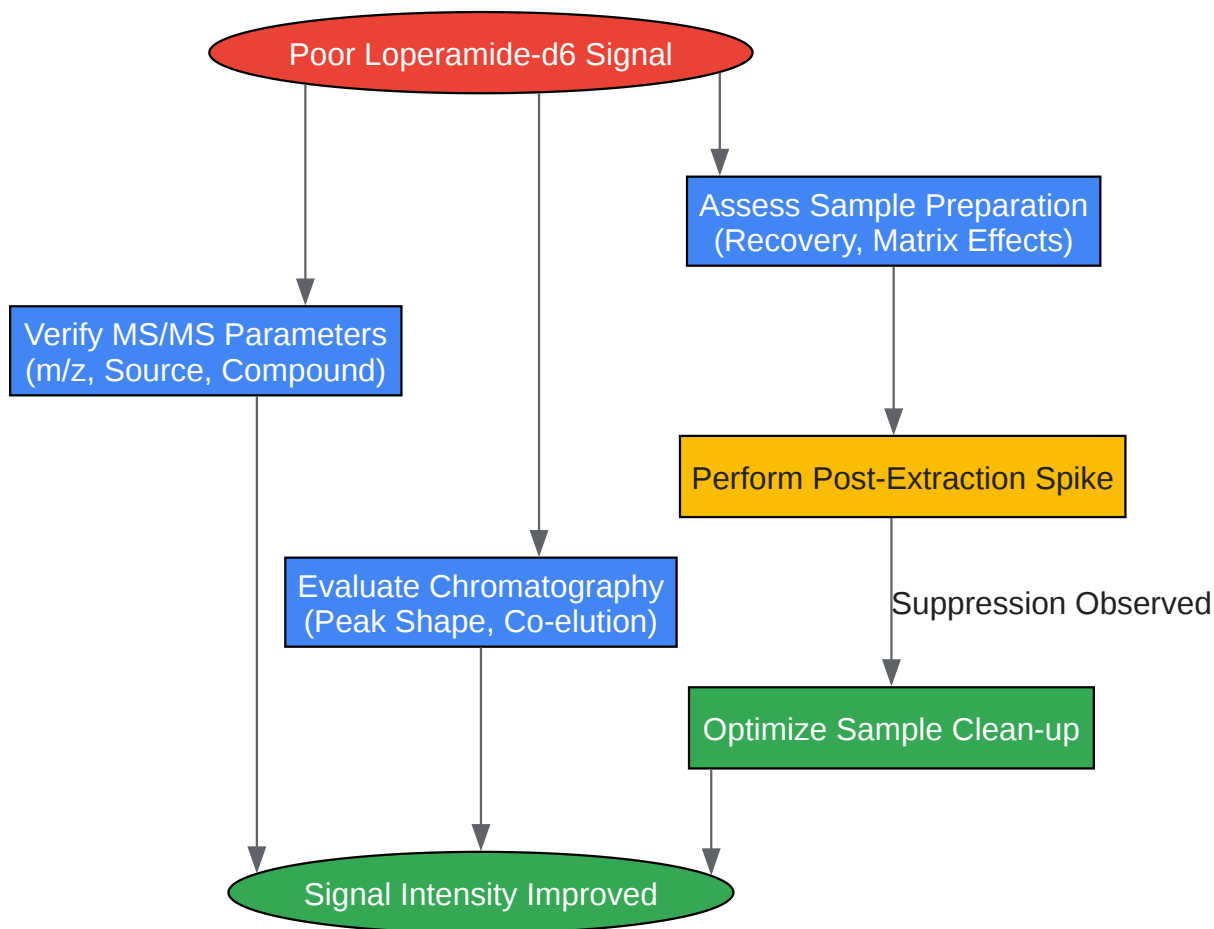 Poor Loperamide-d6 Signal
Assess Sample Preparation
(Recovery, Matrix Effects)
Verify MS/MS Parameters
(m/z, Source, Compound)
Perform Post-Extraction Spike
Evaluate Chromatography
(Peak Shape, Co-elution)
Suppression Observed
Optimize Sample Clean-up
Signal Intensity Improved